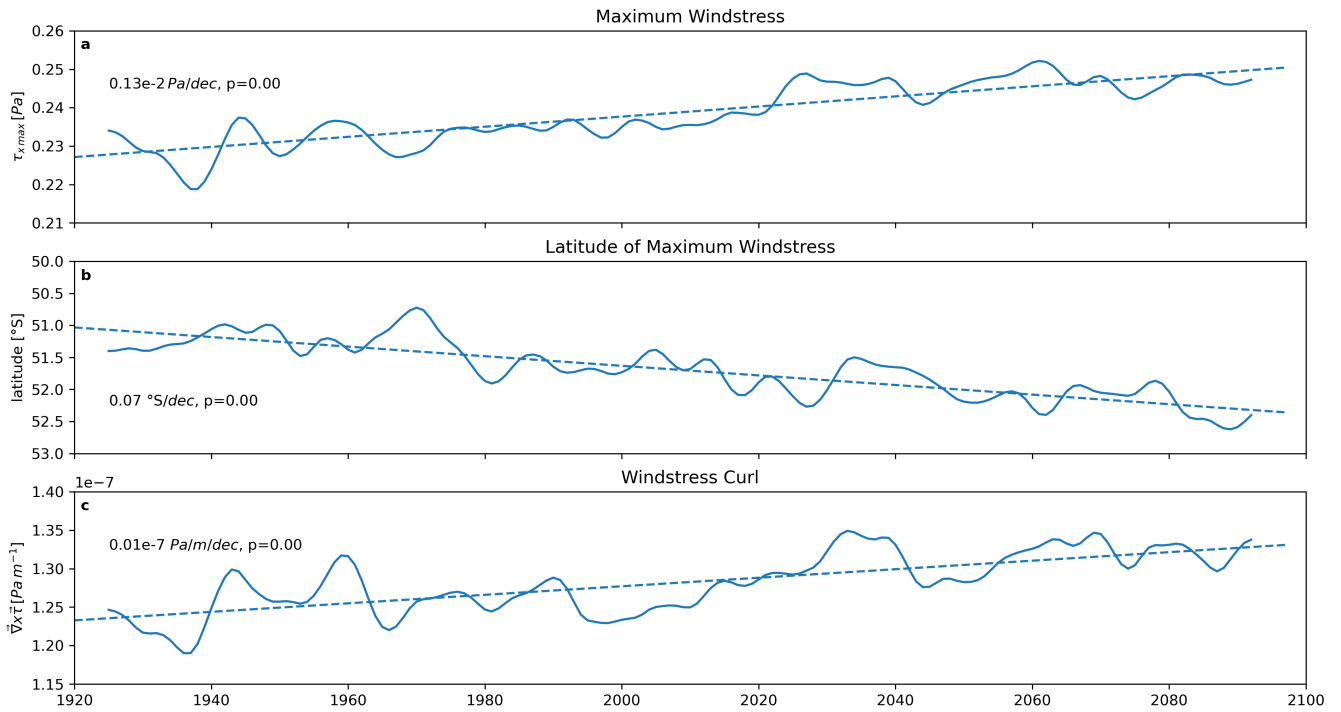 Maximum Windstress
a
0.13e-2 Pa/dec, p=0.00
τx max [Pa]
0.26
0.25
0.24
0.23
0.22
0.21
Latitude of Maximum Windstress
b
0.07 °S/dec, p=0.00
latitude [°S]
50.0
50.5
51.0
51.5
52.0
52.5
53.0
Windstress Curl
1e−7
c
0.01e-7 Pa/m/dec, p=0.00
∇⃗xτ⃗ [Pa m⁻¹]
1.40
1.35
1.30
1.25
1.20
1.15
1920 1940 1960 1980 2000 2020 2040 2060 2080 2100